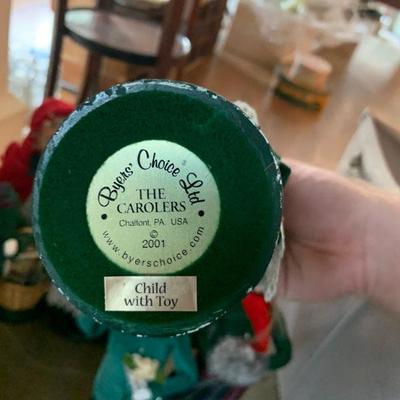 Byers' Choice Ltd
THE
CAROLERS
Chalfont, PA USA
©
2001
www.byerschoice.com
Child
with Toy